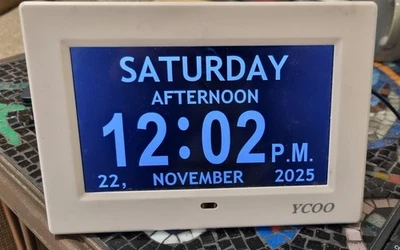 SATURDAY
AFTERNOON
12:02 P.M.
22, NOVEMBER 2025
YCOO